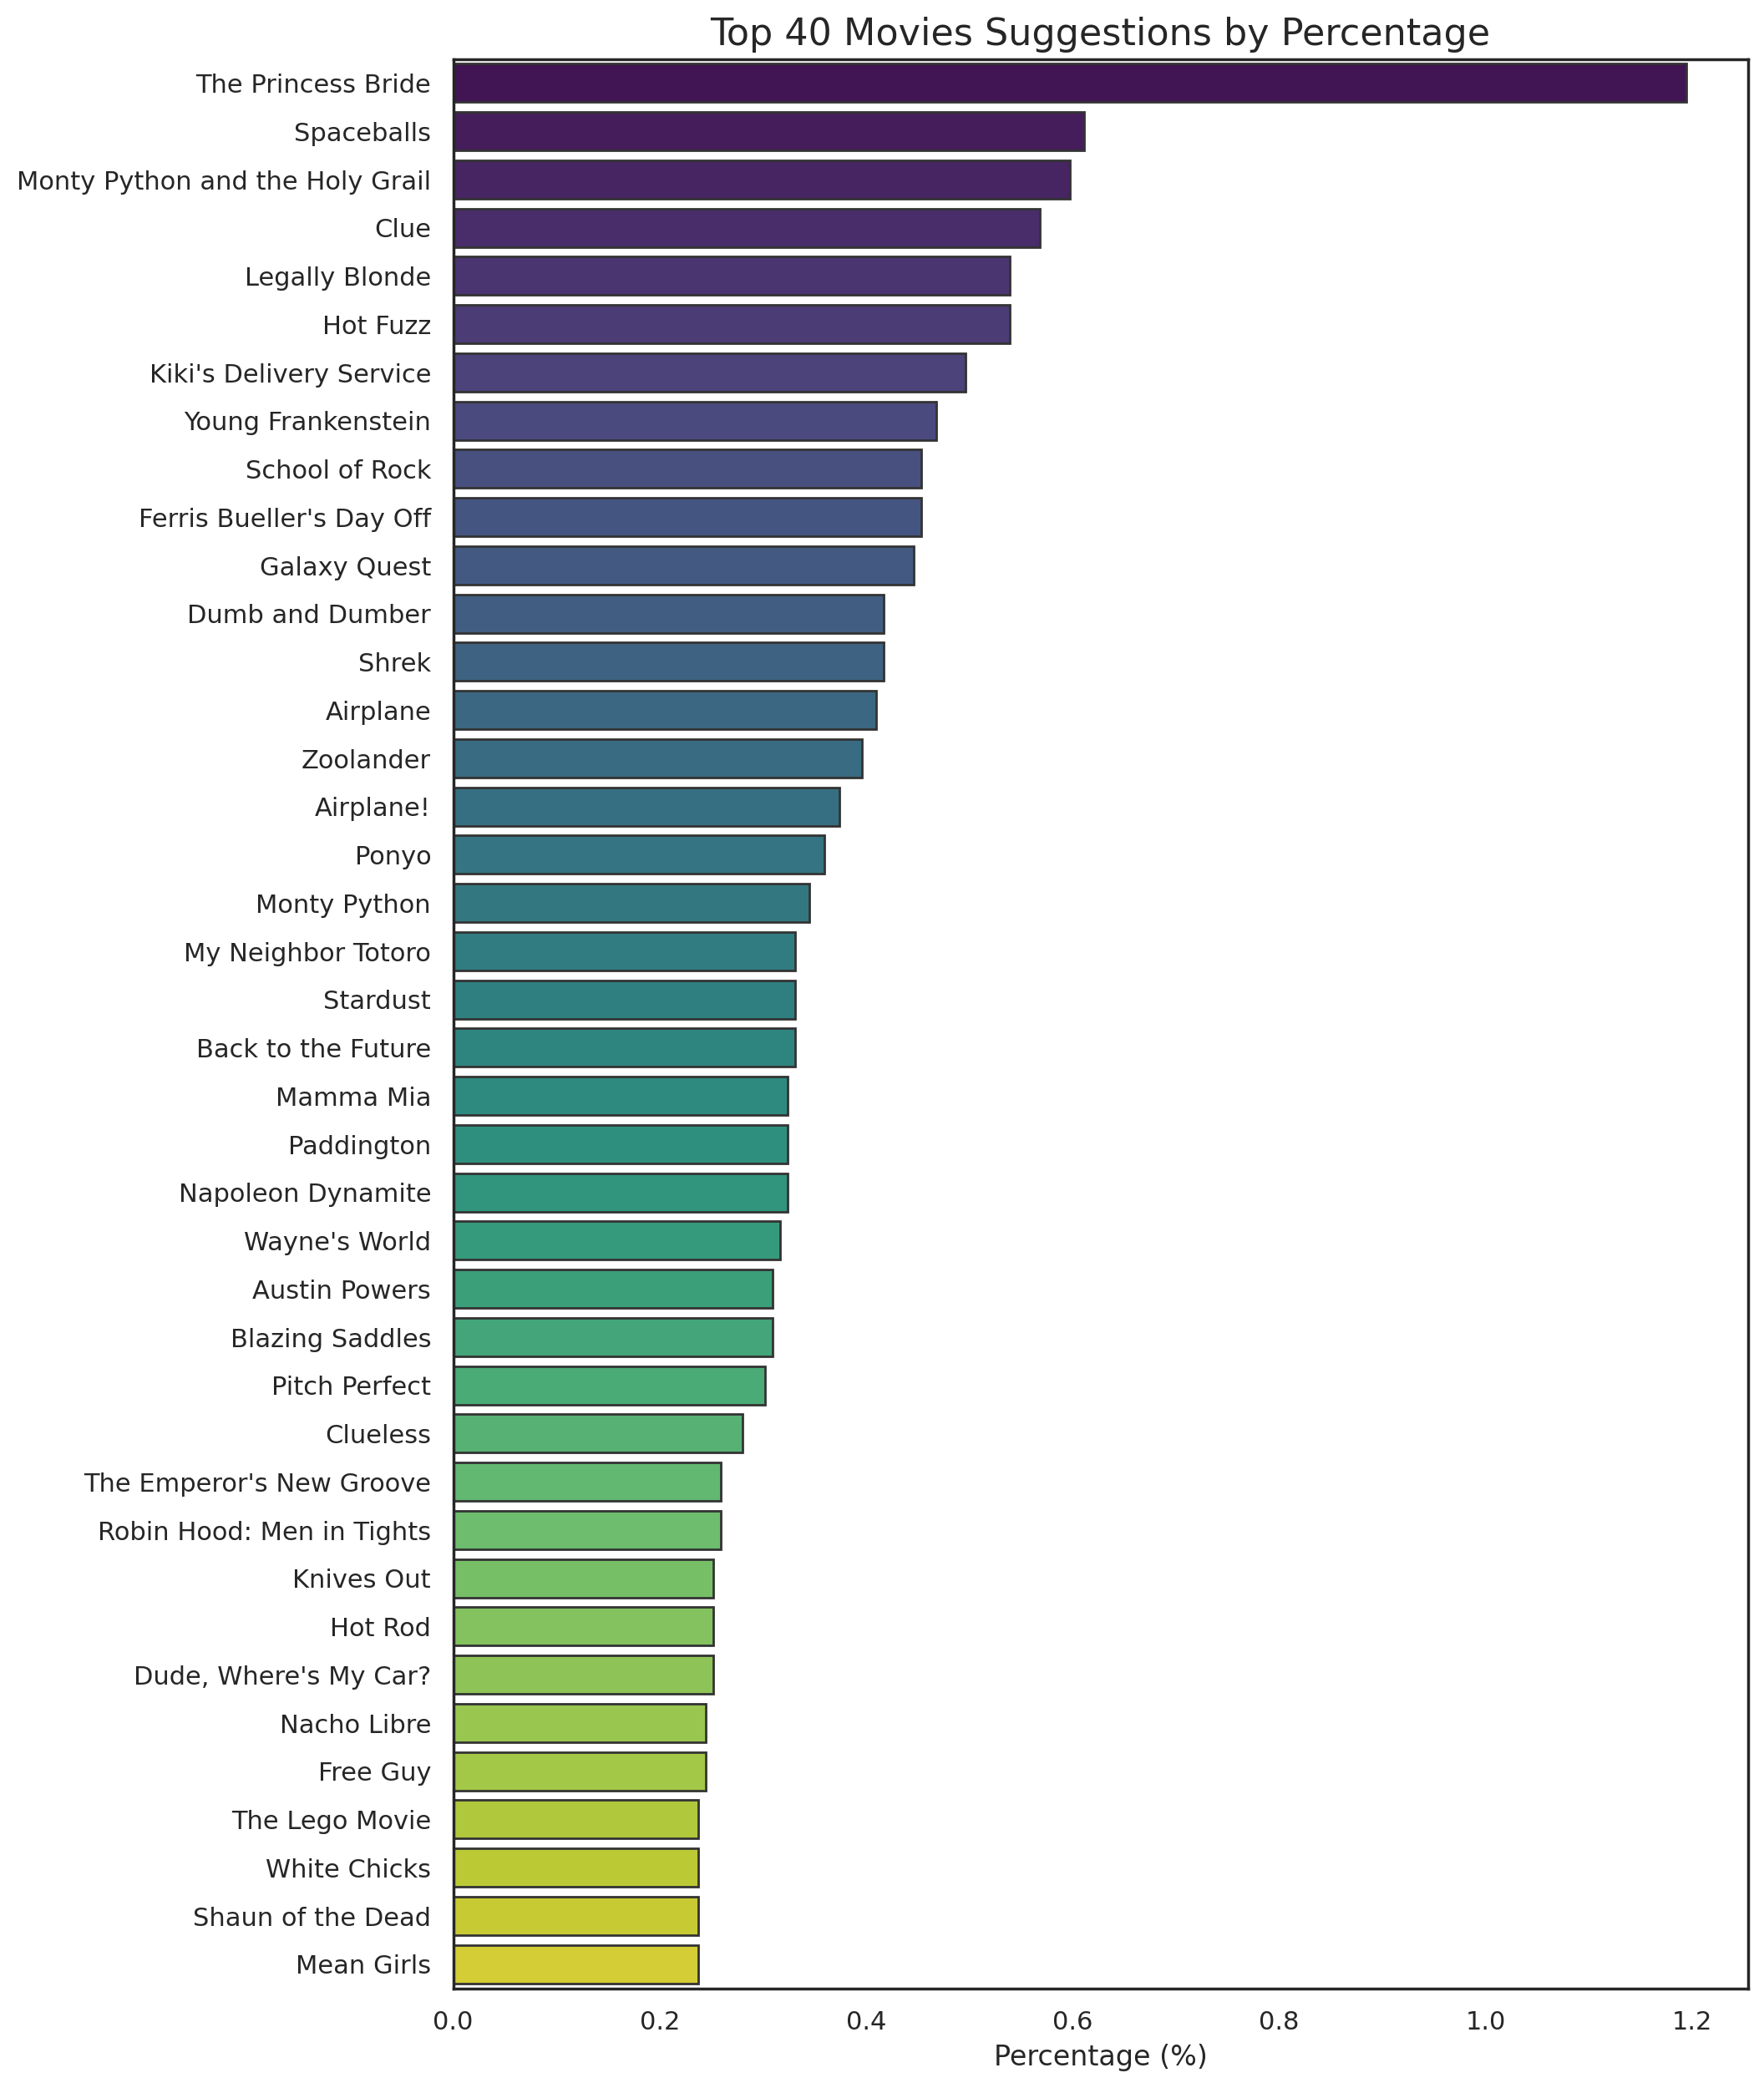 Top 40 Movies Suggestions by Percentage
The Princess Bride
Spaceballs
Monty Python and the Holy Grail
Clue
Legally Blonde
Hot Fuzz
Kiki's Delivery Service
Young Frankenstein
School of Rock
Ferris Bueller's Day Off
Galaxy Quest
Dumb and Dumber
Shrek
Airplane
Zoolander
Airplane!
Ponyo
Monty Python
My Neighbor Totoro
Stardust
Back to the Future
Mamma Mia
Paddington
Napoleon Dynamite
Wayne's World
Austin Powers
Blazing Saddles
Pitch Perfect
Clueless
The Emperor's New Groove
Robin Hood: Men in Tights
Knives Out
Hot Rod
Dude, Where's My Car?
Nacho Libre
Free Guy
The Lego Movie
White Chicks
Shaun of the Dead
Mean Girls
0.0 0.2 0.4 0.6 0.8 1.0 1.2
Percentage (%)